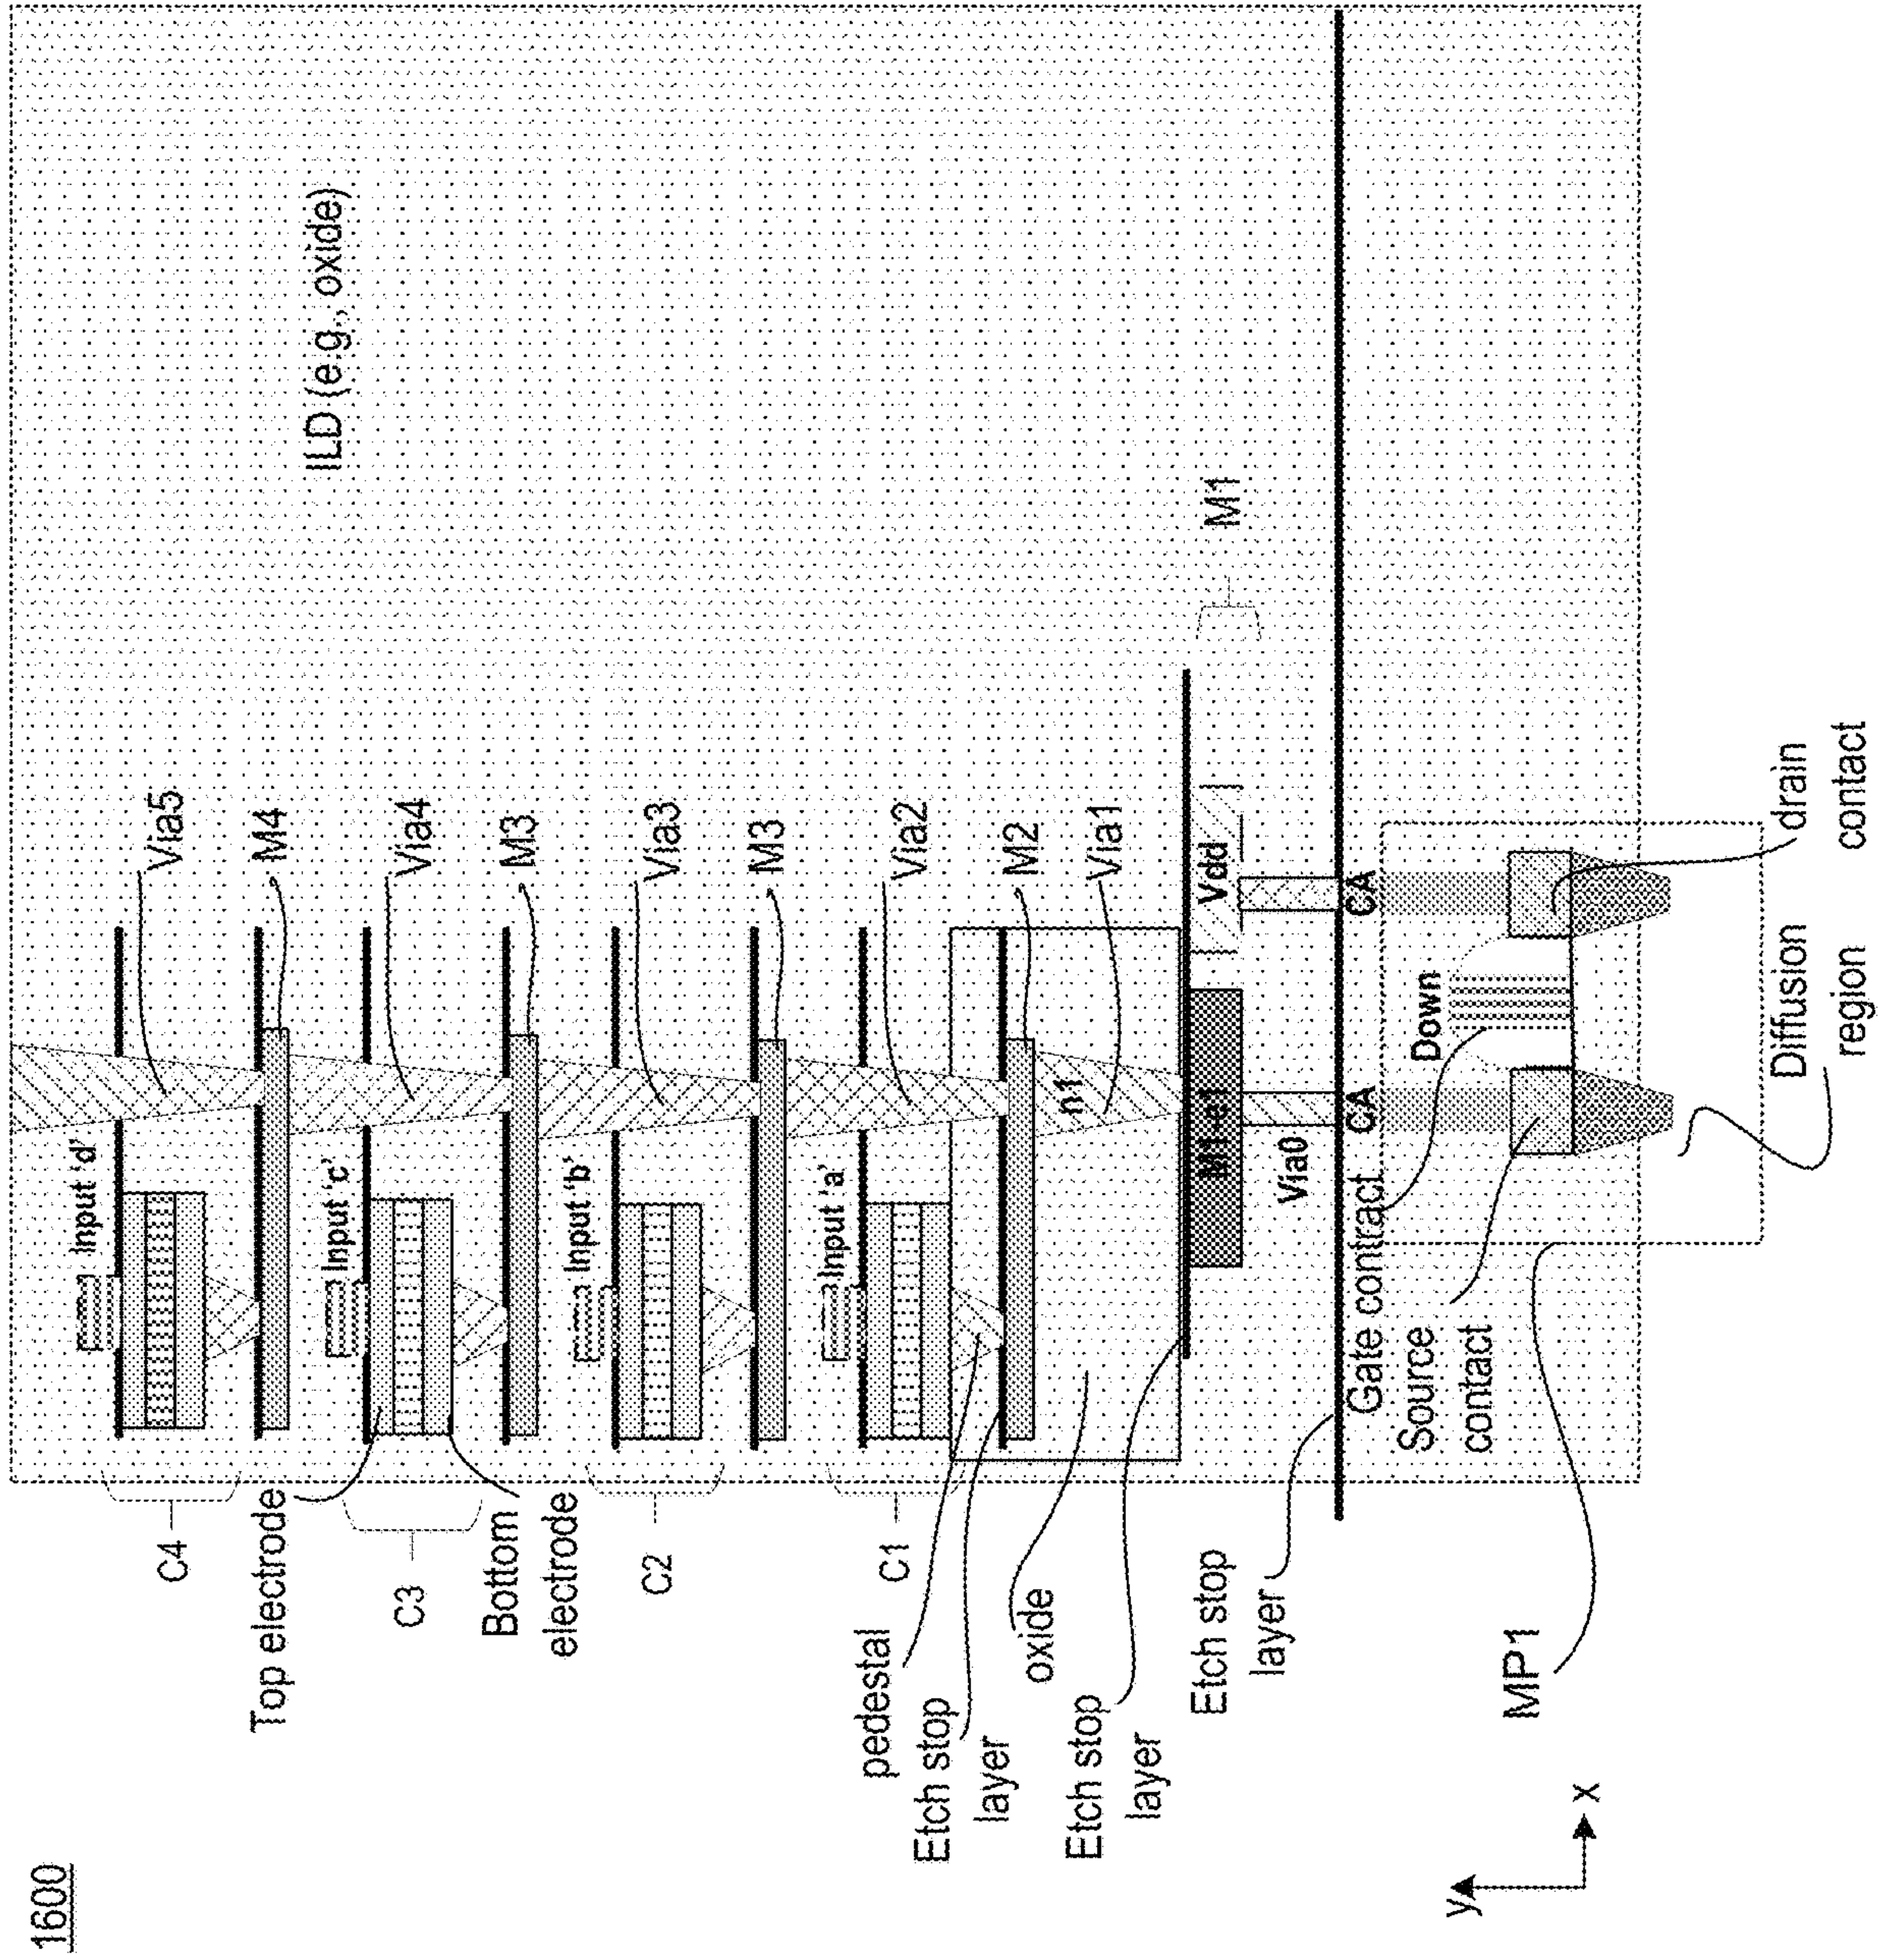 1600
C4
Top electrode
C3
Bottom
electrode
C2
C1
pedestal
Etch stop
layer
oxide
Etch stop
layer
Etch stop
layer
MP1
y
x
Input 'd'
Input 'c'
Input 'b'
Input 'a'
Via5
M4
Via4
M3
Via3
M3
Via2
M2
Via1
n1
ILD (e.g., oxide)
M1
M1-e1
Vdd
Via0
CA
CA
Gate contract
Source
contact
Down
Diffusion
region
drain
contact